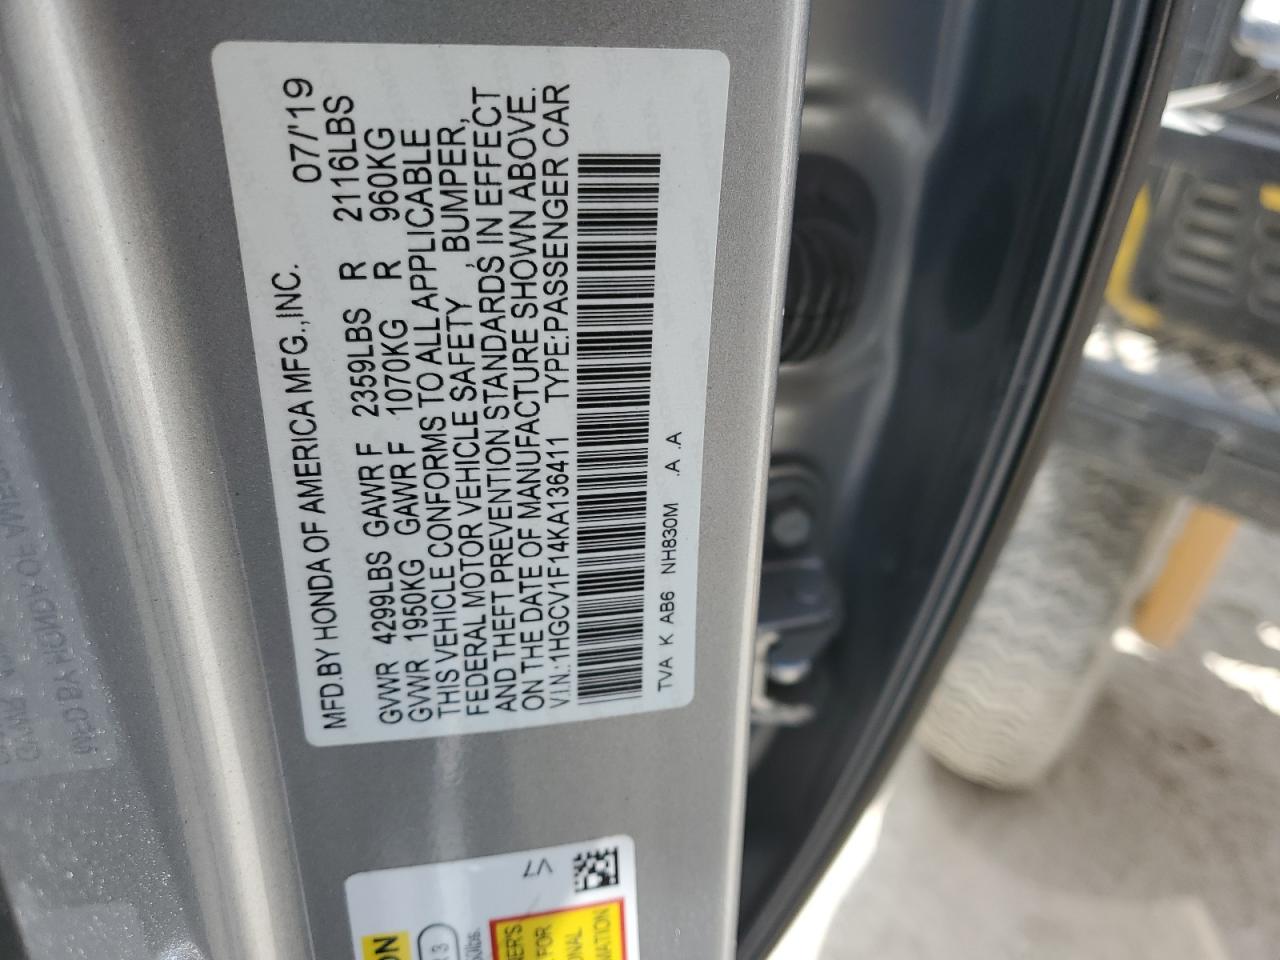 MFD.BY HONDA OF AMERICA MFG.,INC. 07/'19
GVWR 4299LBS GAWR F 2359LBS R 2116LBS
GVWR 1950KG GAWR F 1070KG R 960KG
THIS VEHICLE CONFORMS TO ALL APPLICABLE
FEDERAL MOTOR VEHICLE SAFETY, BUMPER,
AND THEFT PREVENTION STANDARDS IN EFFECT
ON THE DATE OF MANUFACTURE SHOWN ABOVE.
V.I.N.:1HGCV1F14KA136411 TYPE:PASSENGER CAR
TVA K AB6 NH830M .A .A